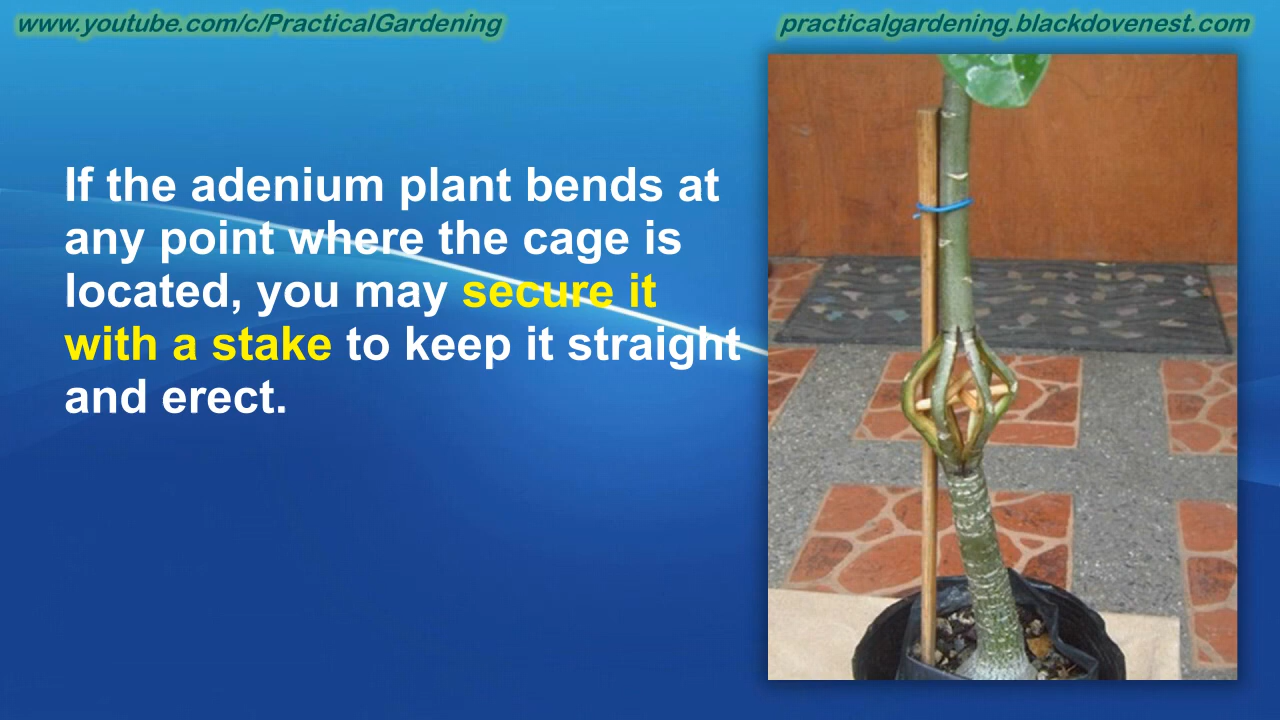 www.youtube.com/c/PracticalGardening
practicalgardening.blackdovenest.com
If the adenium plant bends at
any point where the cage is
located, you may secure it
with a stake to keep it straight
and erect.